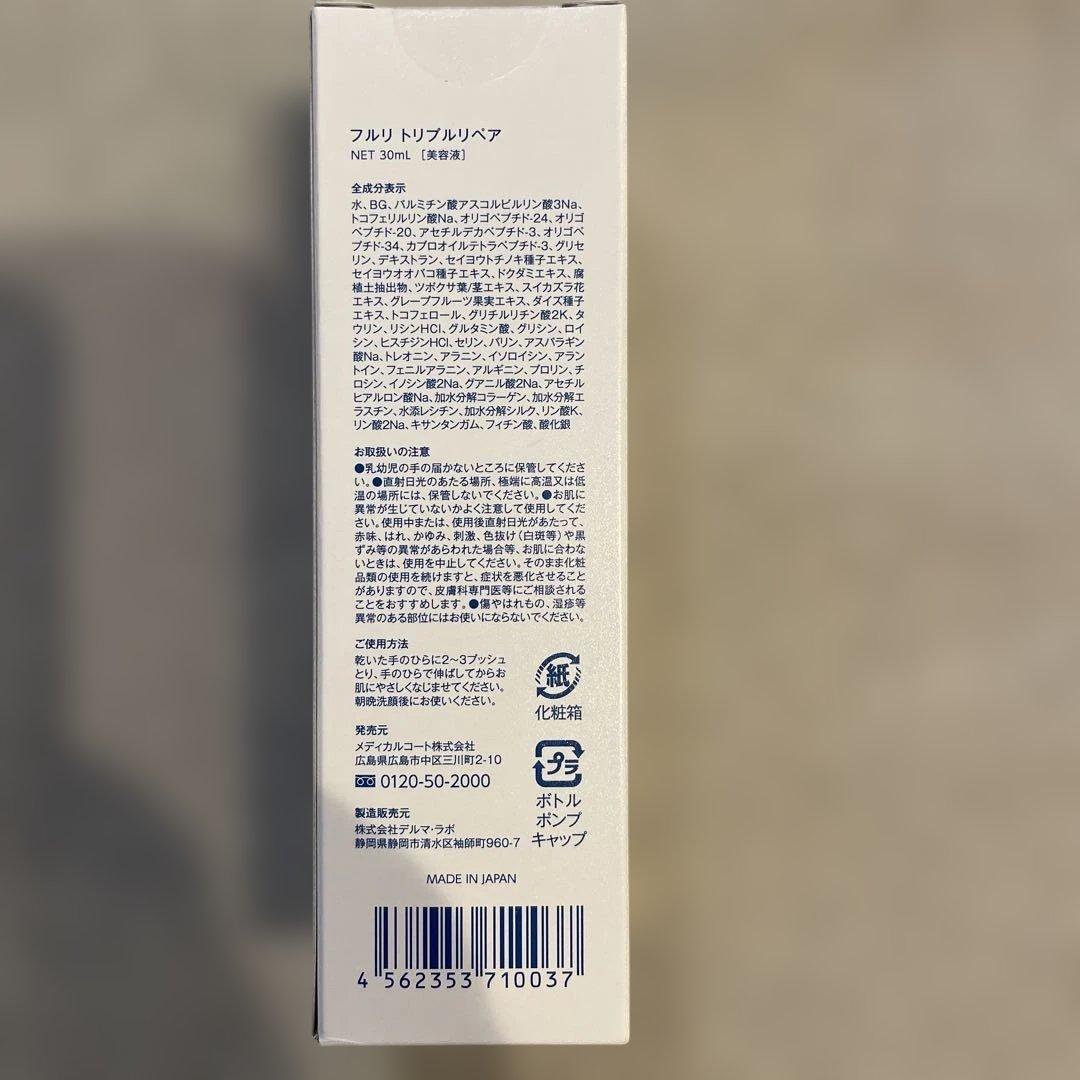 フルリ トリプルリペア
NET 30mL ［美容液］
全成分表示
水、BG、パルミチン酸アスコルビルリン酸3Na、
トコフェリルリン酸Na、オリゴペプチド-24、オリゴ
ペプチド-20、アセチルデカペプチド-3、オリゴ
ペプチド-34、カプロオイルテトラペプチド-3、グリセ
リン、デキストラン、セイヨウトチノキ種子エキス、
セイヨウオオバコ種子エキス、ドクダミエキス、腐
植土抽出物、ツボクサ葉/茎エキス、スイカズラ花
エキス、グレープフルーツ果実エキス、ダイズ種子
エキス、トコフェロール、グリチルリチン酸2K、タ
ウリン、リシンHCl、グルタミン酸、グリシン、ロイ
シン、ヒスチジンHCl、セリン、バリン、アスパラギン
酸Na、トレオニン、アラニン、イソロイシン、アラン
トイン、フェニルアラニン、アルギニン、プロリン、チ
ロシン、イノシン酸2Na、グアニル酸2Na、アセチル
ヒアルロン酸Na、加水分解コラーゲン、加水分解エ
ラスチン、水添レシチン、加水分解シルク、リン酸K、
リン酸2Na、キサンタンガム、フィチン酸、酸化銀
お取扱いの注意
●乳幼児の手の届かないところに保管してくださ
い。●直射日光のあたる場所、極端に高温又は低
温の場所には、保管しないでください。●お肌に
異常が生じていないかよく注意して使用してくだ
さい。使用中または、使用後直射日光があたって、
赤味、はれ、かゆみ、刺激、色抜け（白斑等）や黒
ずみ等の異常があらわれた場合等、お肌に合わな
いときは、使用を中止してください。そのまま化粧
品類の使用を続けますと、症状を悪化させること
がありますので、皮膚科専門医等にご相談される
ことをおすすめします。●傷やはれもの、湿疹等
異常のある部位にはお使いにならないでください。
ご使用方法
乾いた手のひらに2〜3プッシュ
とり、手のひらで伸ばしてからお
肌にやさしくなじませてください。
朝晩洗顔後にお使いください。
紙
化粧箱
発売元
メディカルコート株式会社
広島県広島市中区三川町2-10
0120-50-2000
プラ
ボトル
ポンプ
キャップ
製造販売元
株式会社デルマ・ラボ
静岡県静岡市清水区袖師町960-7
MADE IN JAPAN
4 562353 710037